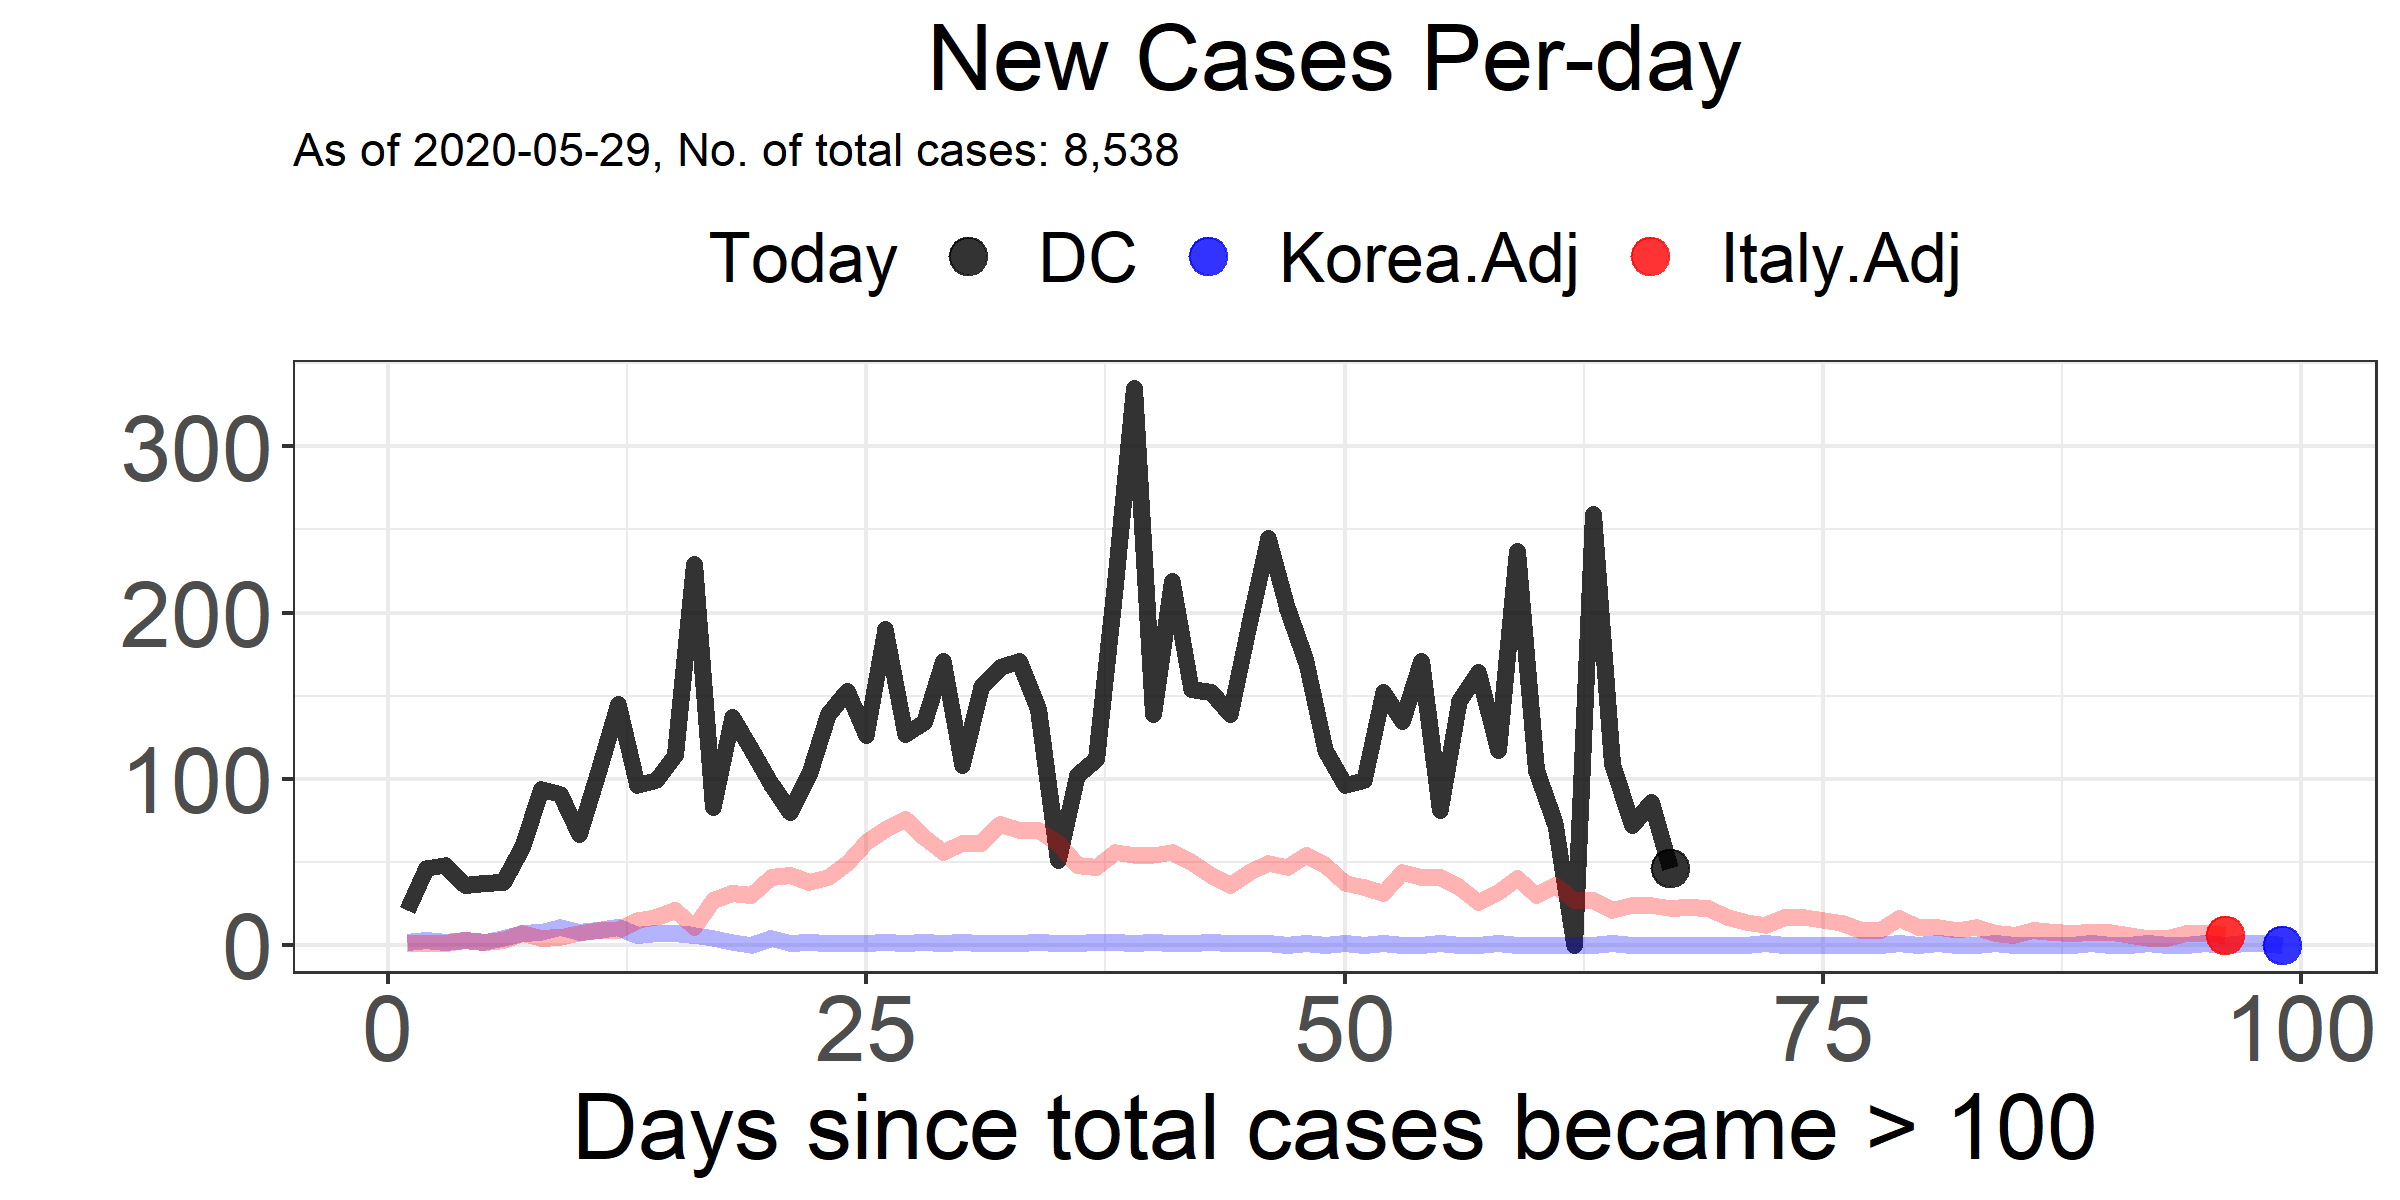 New Cases Per-day
As of 2020-05-29, No. of total cases: 8,538
Today DC Korea.Adj Italy.Adj
300
200
100
0
0 25 50 75 100
Days since total cases became > 100